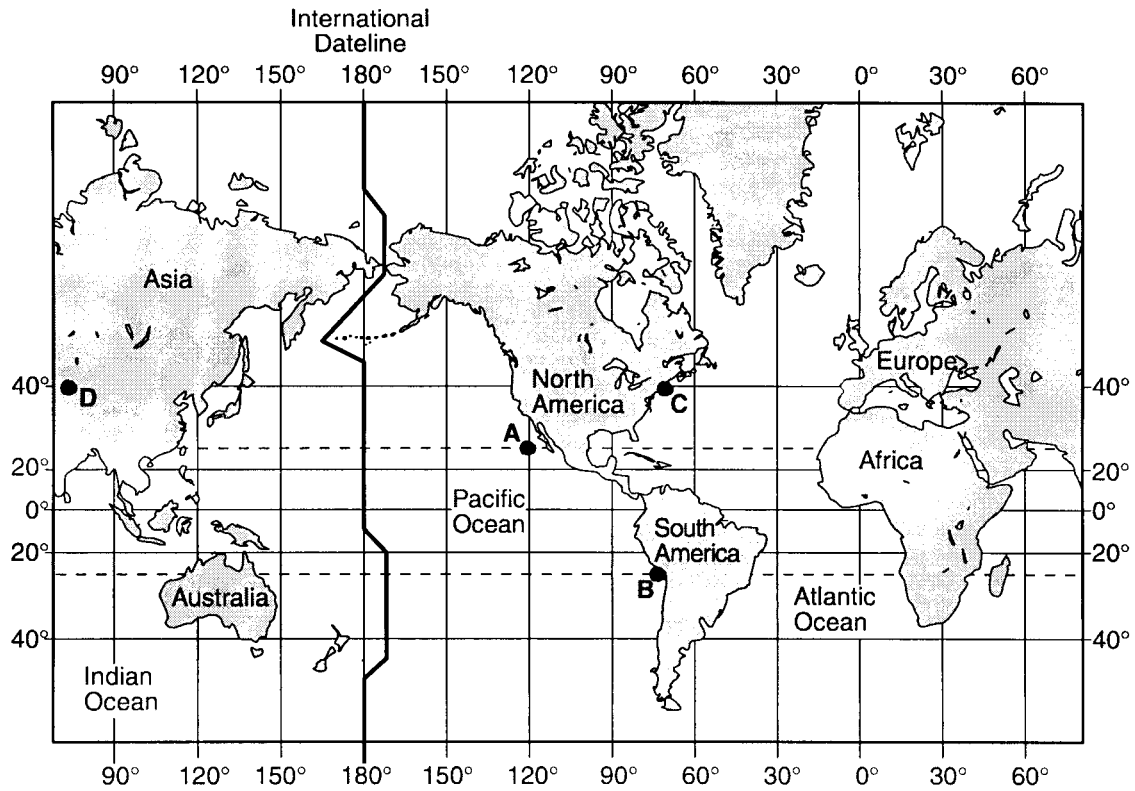 International
Dateline
90° 120° 150° 180° 150° 120° 90° 60° 30° 0° 30° 60°
Asia
Europe
40° 40°
D
North
America
C
A
Africa
20° 20°
Pacific
Ocean
0° 0°
South
America
20° 20°
B
Australia
Atlantic
Ocean
40° 40°
Indian
Ocean
90° 120° 150° 180° 150° 120° 90° 60° 30° 0° 30° 60°